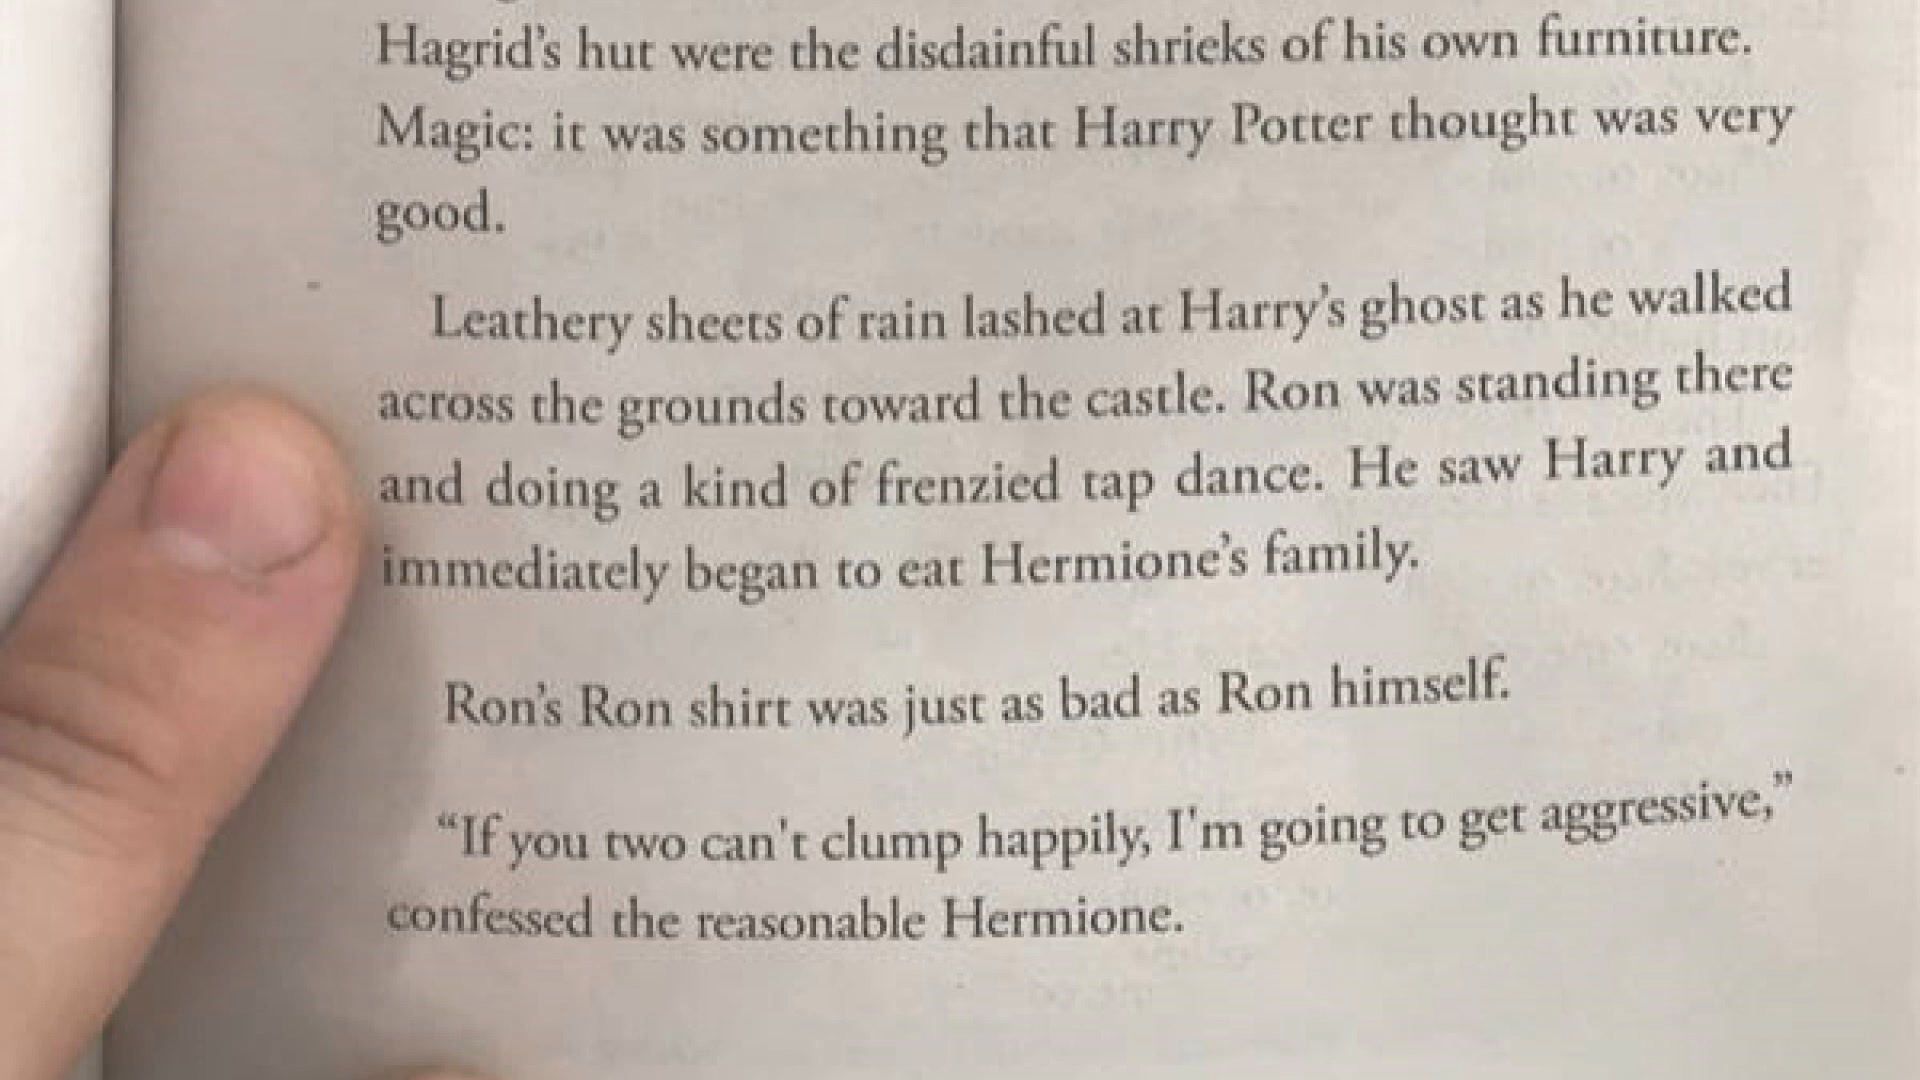 Hagrid's hut were the disdainful shrieks of his own furniture.
Magic: it was something that Harry Potter thought was very
good.
Leathery sheets of rain lashed at Harry's ghost as he walked
across the grounds toward the castle. Ron was standing there
and doing a kind of frenzied tap dance. He saw Harry and
immediately began to eat Hermione's family.
Ron's Ron shirt was just as bad as Ron himself.
“If you two can't clump happily, I'm going to get aggressive,”
confessed the reasonable Hermione.